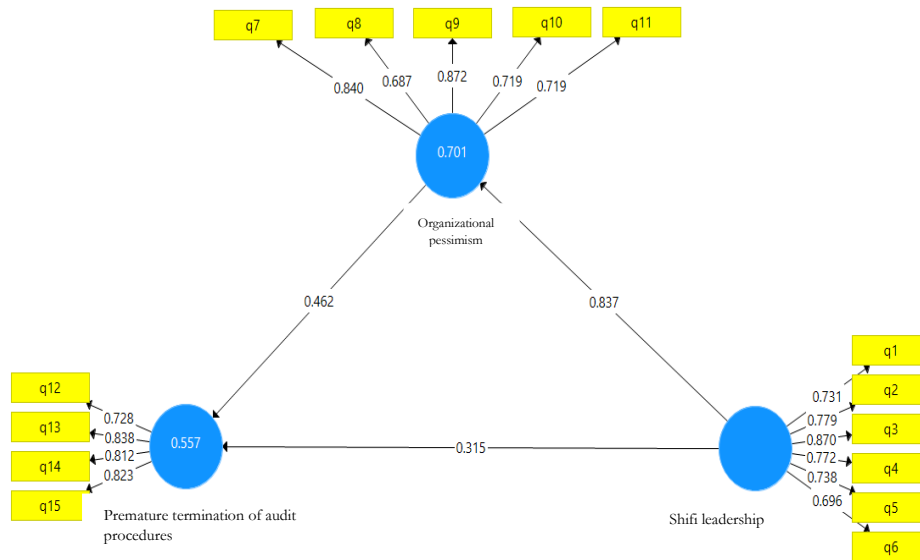 q7
q8
q9
q10
q11
0.840
0.687
0.872
0.719
0.719
0.701
Organizational
pessimism
0.462
0.837
q12
q13
q14
q15
0.728
0.838
0.812
0.823
0.557
Premature termination of audit
procedures
0.315
q1
q2
q3
q4
q5
q6
0.731
0.779
0.870
0.772
0.738
0.696
Shifi leadership